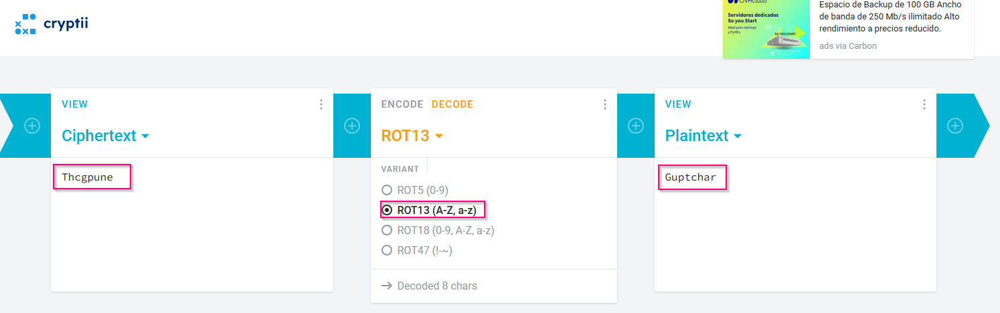 cryptii
OVHcloud
Servidores dedicados
So you Start
Ideal para startups
y PyMEs
SO YOU START
Espacio de Backup de 100 GB Ancho
de banda de 250 Mb/s ilimitado Alto
rendimiento a precios reducido.
ads via Carbon
VIEW
Ciphertext
Thcgpune
ENCODE DECODE
ROT13
VARIANT
ROT5 (0-9)
ROT13 (A-Z, a-z)
ROT18 (0-9, A-Z, a-z)
ROT47 (!-~)
→ Decoded 8 chars
VIEW
Plaintext
Guptchar